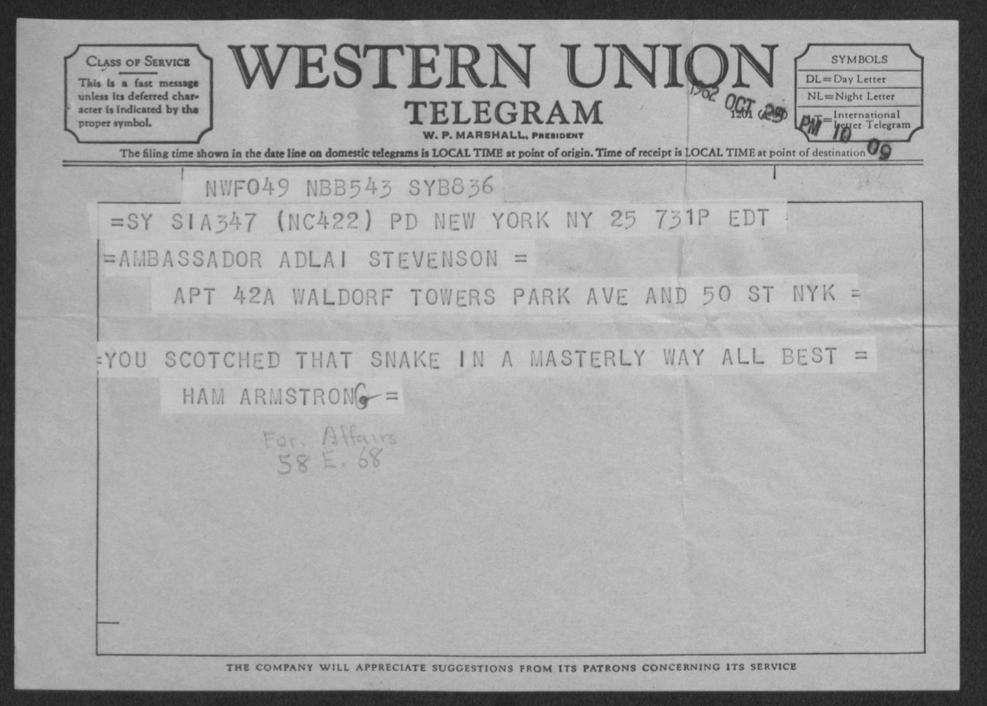 CLASS OF SERVICE
This is a fast message
unless its deferred char-
acter is indicated by the
proper symbol.
WESTERN UNION
TELEGRAM
W. P. MARSHALL, PRESIDENT
1201
SYMBOLS
DL=Day Letter
NL=Night Letter
LT=International Letter Telegram
1962 OCT 25 PM 10 09
The filing time shown in the date line on domestic telegrams is LOCAL TIME at point of origin. Time of receipt is LOCAL TIME at point of destination
NWF049 NBB543 SYB836
=SY SIA347 (NC422) PD NEW YORK NY 25 731P EDT
=AMBASSADOR ADLAI STEVENSON =
APT 42A WALDORF TOWERS PARK AVE AND 50 ST NYK =
=YOU SCOTCHED THAT SNAKE IN A MASTERLY WAY ALL BEST =
HAM ARMSTRONG =
For. Affairs
58 E. 68
THE COMPANY WILL APPRECIATE SUGGESTIONS FROM ITS PATRONS CONCERNING ITS SERVICE